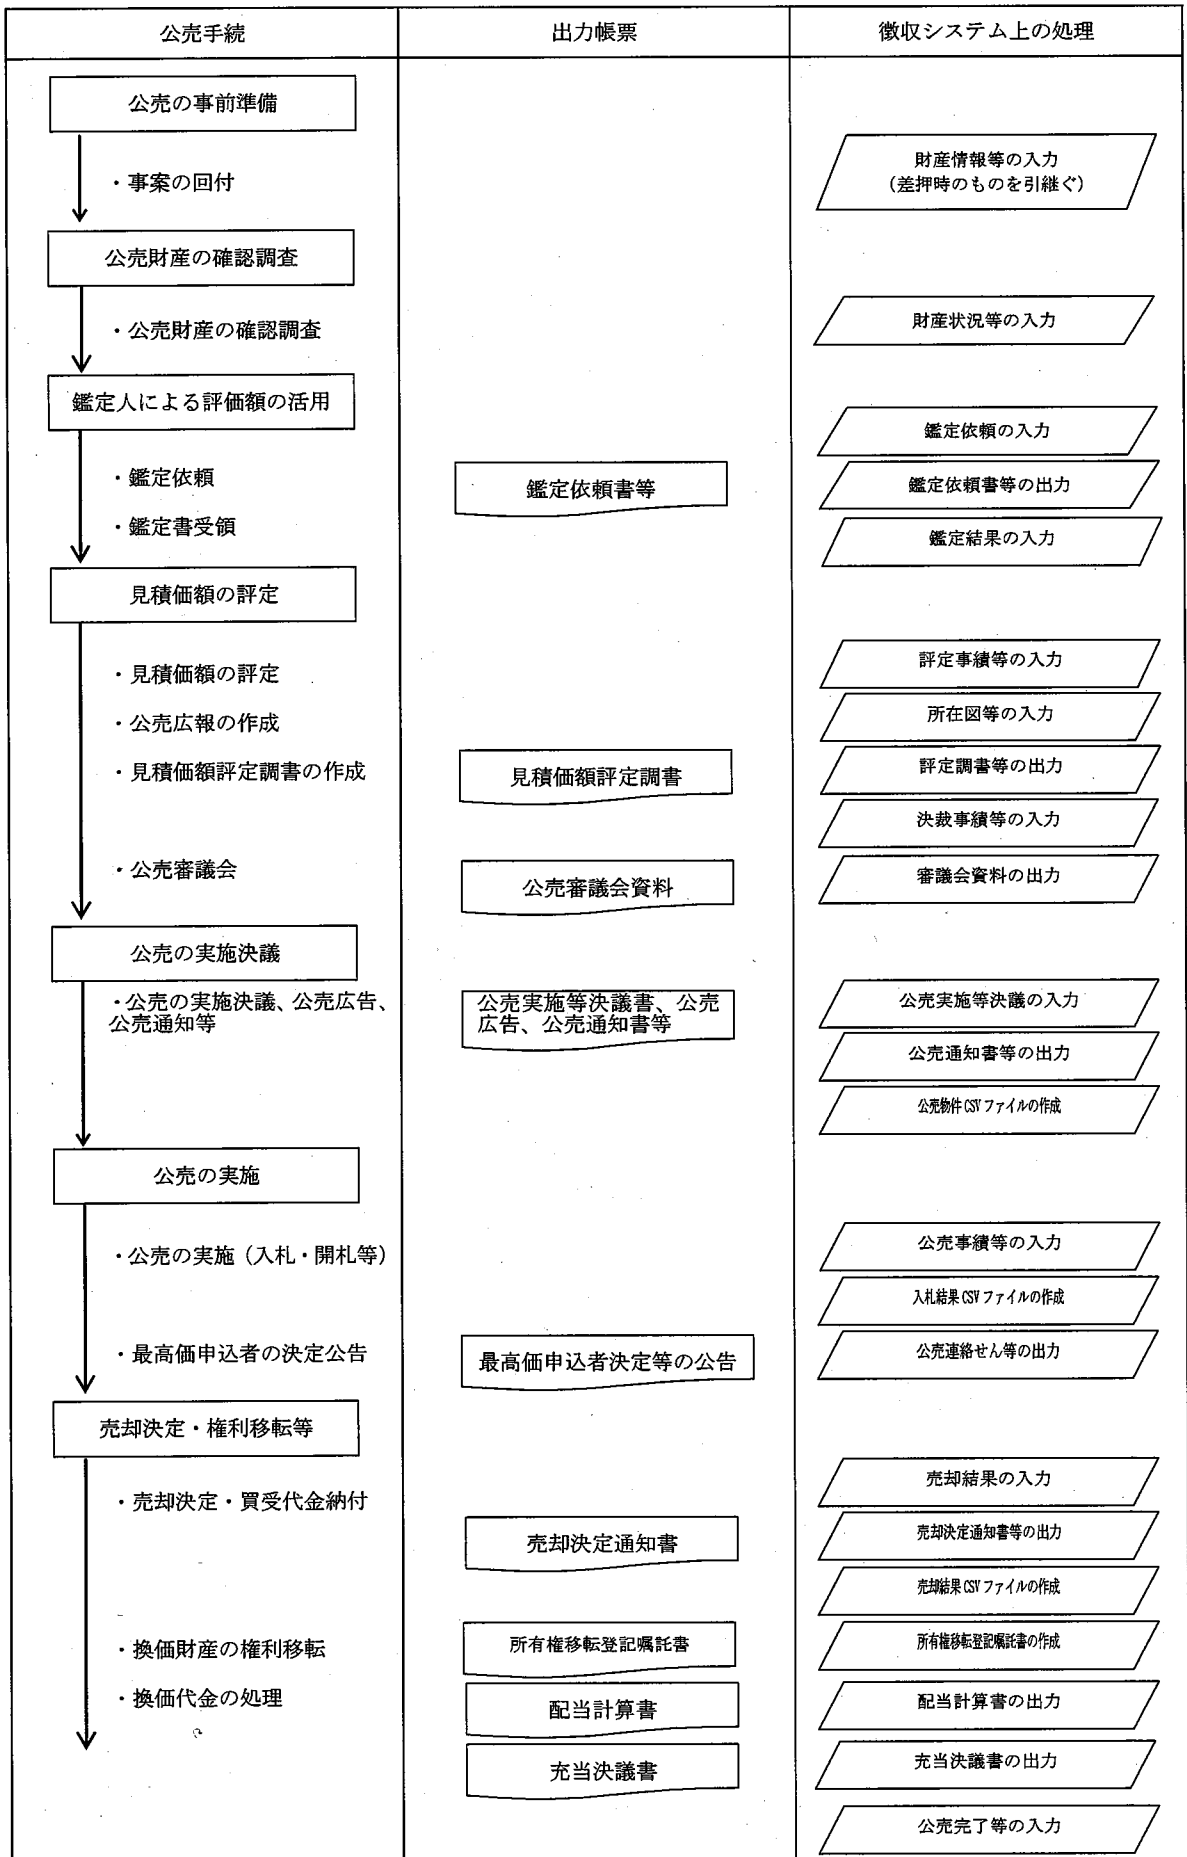 公売手続
出力帳票
徴収システム上の処理
公売の事前準備
財産情報等の入力
(差押時のものを引継ぐ)
・事案の回付
公売財産の確認調査
・公売財産の確認調査
財産状況等の入力
鑑定人による評価額の活用
鑑定依頼の入力
・鑑定依頼
鑑定依頼書等
鑑定依頼書等の出力
・鑑定書受領
鑑定結果の入力
見積価額の評定
・見積価額の評定
評定事績等の入力
・公売広報の作成
所在図等の入力
・見積価額評定調書の作成
見積価額評定調書
評定調書等の出力
決裁事績等の入力
・公売審議会
公売審議会資料
審議会資料の出力
公売の実施決議
・公売の実施決議、公売広告、
公売通知等
公売実施等決議書、公売
広告、公売通知書等
公売実施等決議の入力
公売通知書等の出力
公売物件CSVファイルの作成
公売の実施
・公売の実施（入札・開札等）
公売事績等の入力
入札結果CSVファイルの作成
・最高価申込者の決定公告
最高価申込者決定等の公告
公売連絡せん等の出力
売却決定・権利移転等
売却結果の入力
・売却決定・買受代金納付
売却決定通知書
売却決定通知書等の出力
売却結果CSVファイルの作成
・換価財産の権利移転
所有権移転登記嘱託書
所有権移転登記嘱託書の作成
・換価代金の処理
配当計算書
配当計算書の出力
充当決議書
充当決議書の出力
公売完了等の入力